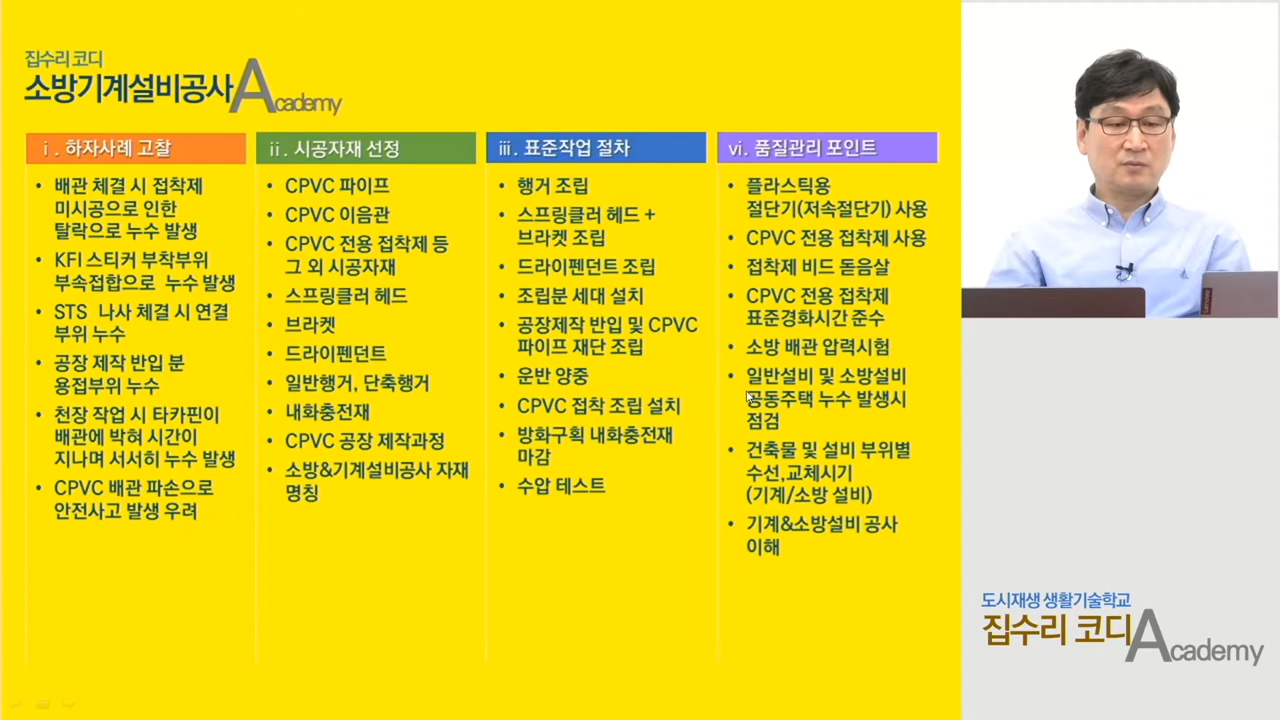 집수리 코디
소방기계설비공사Academy
ⅰ. 하자사례 고찰
• 배관 체결 시 접착제
미시공으로 인한
탈락으로 누수 발생
• KFI 스티커 부착부위
부속접합으로 누수 발생
• STS 나사 체결 시 연결
부위 누수
• 공장 제작 반입 분
용접부위 누수
• 천장 작업 시 타카핀이
배관에 박혀 시간이
지나며 서서히 누수 발생
• CPVC 배관 파손으로
안전사고 발생 우려
ⅱ. 시공자재 선정
• CPVC 파이프
• CPVC 이음관
• CPVC 전용 접착제 등
그 외 시공자재
• 스프링클러 헤드
• 브라켓
• 드라이펜던트
• 일반행거, 단축행거
• 내화충전재
• CPVC 공장 제작과정
• 소방&기계설비공사 자재
명칭
ⅲ. 표준작업 절차
• 행거 조립
• 스프링클러 헤드 +
브라켓 조립
• 드라이펜던트 조립
• 조립분 세대 설치
• 공장제작 반입 및 CPVC
파이프 재단 조립
• 운반 양중
• CPVC 접착 조립 설치
• 방화구획 내화충전재
마감
• 수압 테스트
ⅵ. 품질관리 포인트
• 플라스틱용
절단기(저속절단기) 사용
• CPVC 전용 접착제 사용
• 접착제 비드 돋음살
• CPVC 전용 접착제
표준경화시간 준수
• 소방 배관 압력시험
• 일반설비 및 소방설비
공동주택 누수 발생시
점검
• 건축물 및 설비 부위별
수선,교체시기
(기계/소방 설비)
• 기계&소방설비 공사
이해
Lenovo
도시재생 생활기술학교
집수리 코디Academy